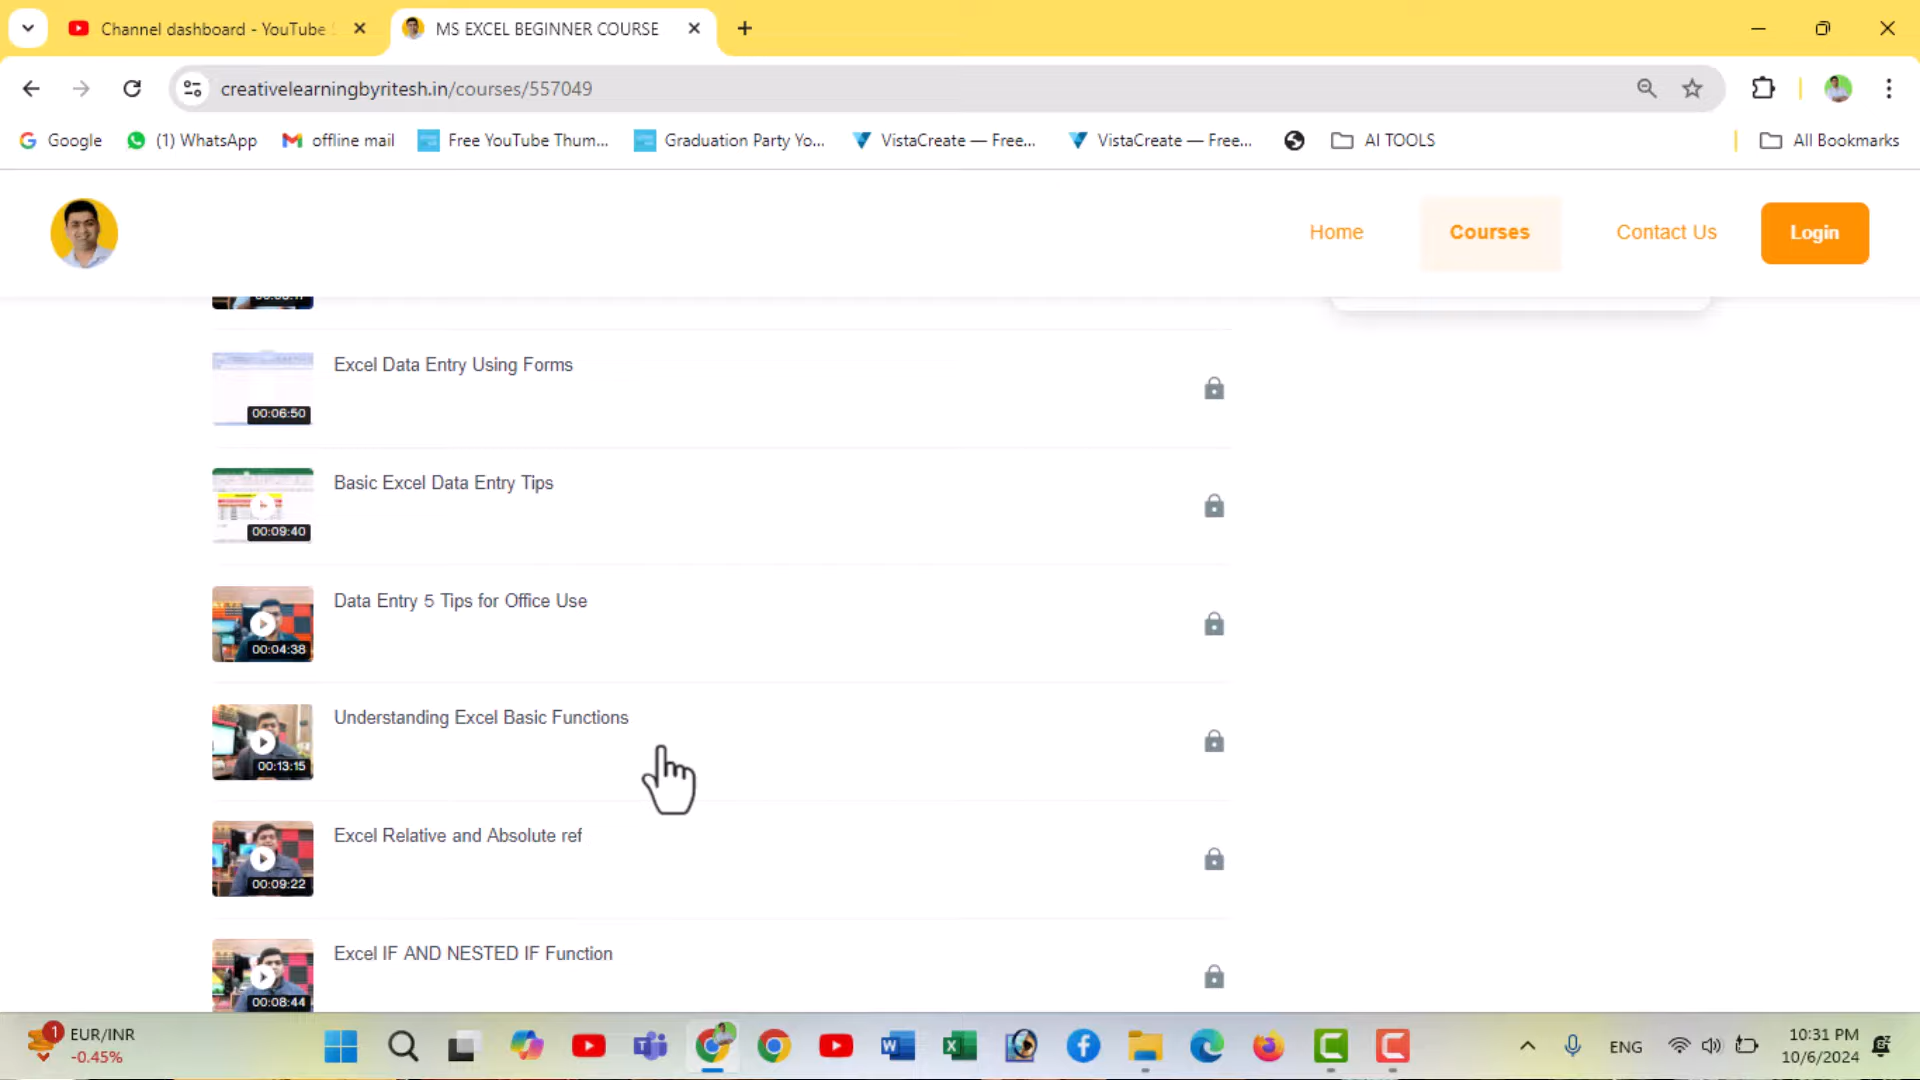 Channel dashboard - YouTube
MS EXCEL BEGINNER COURSE
creativelearningbyritesh.in/courses/557049
Google
(1) WhatsApp
offline mail
Free YouTube Thum...
Graduation Party Yo...
VistaCreate — Free...
VistaCreate — Free...
AI TOOLS
All Bookmarks
Home
Courses
Contact Us
Login
Excel Data Entry Using Forms
00:06:50
Basic Excel Data Entry Tips
00:09:40
Data Entry 5 Tips for Office Use
00:04:38
Understanding Excel Basic Functions
00:13:15
Excel Relative and Absolute ref
00:09:22
Excel IF AND NESTED IF Function
00:08:44
1
EUR/INR
-0.45%
ENG
10:31 PM
10/6/2024